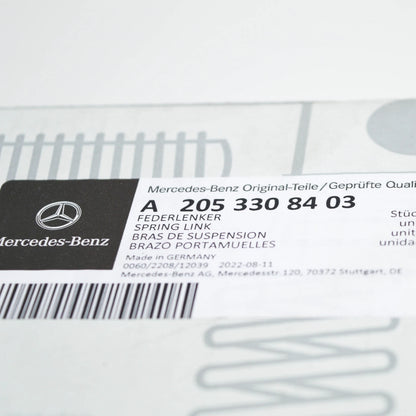 Mercedes-Benz Original-Teile/Geprüfte Quali
A 205 330 84 03
FEDERLENKER
SPRING LINK
BRAS DE SUSPENSION
BRAZO PORTAMUELLES
Stüc
un
unit
unida
Made in GERMANY
0060/2208/12039 2022-08-11
Mercedes-Benz AG, Mercedesstr 120, 70372 Stuttgart, DE
Mercedes-Benz